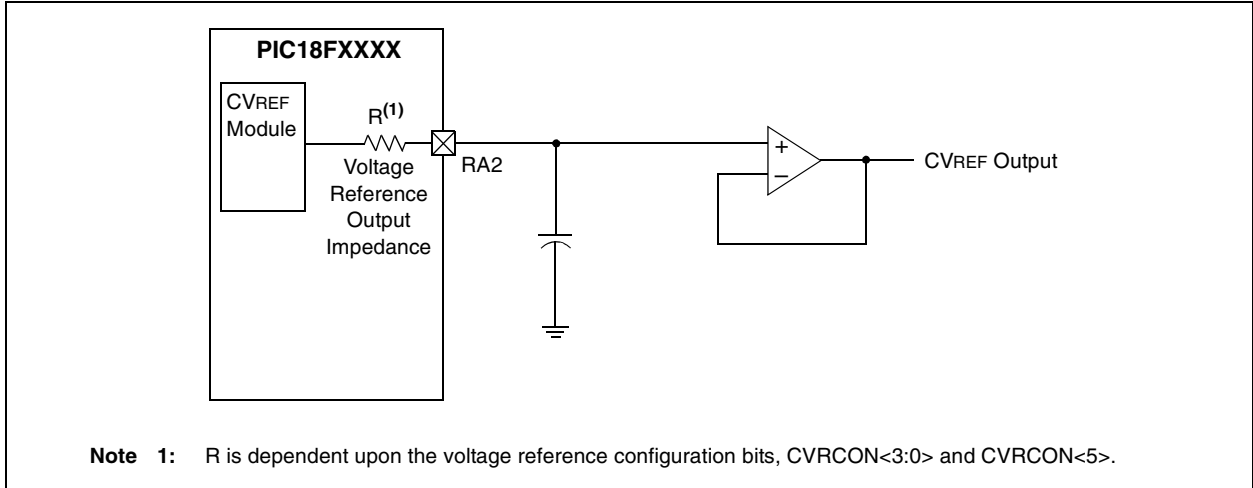 PIC18FXXXX
CVREF
Module
R(1)
Voltage
Reference
Output
Impedance
RA2
+
–
CVREF Output
Note 1: R is dependent upon the voltage reference configuration bits, CVRCON<3:0> and CVRCON<5>.